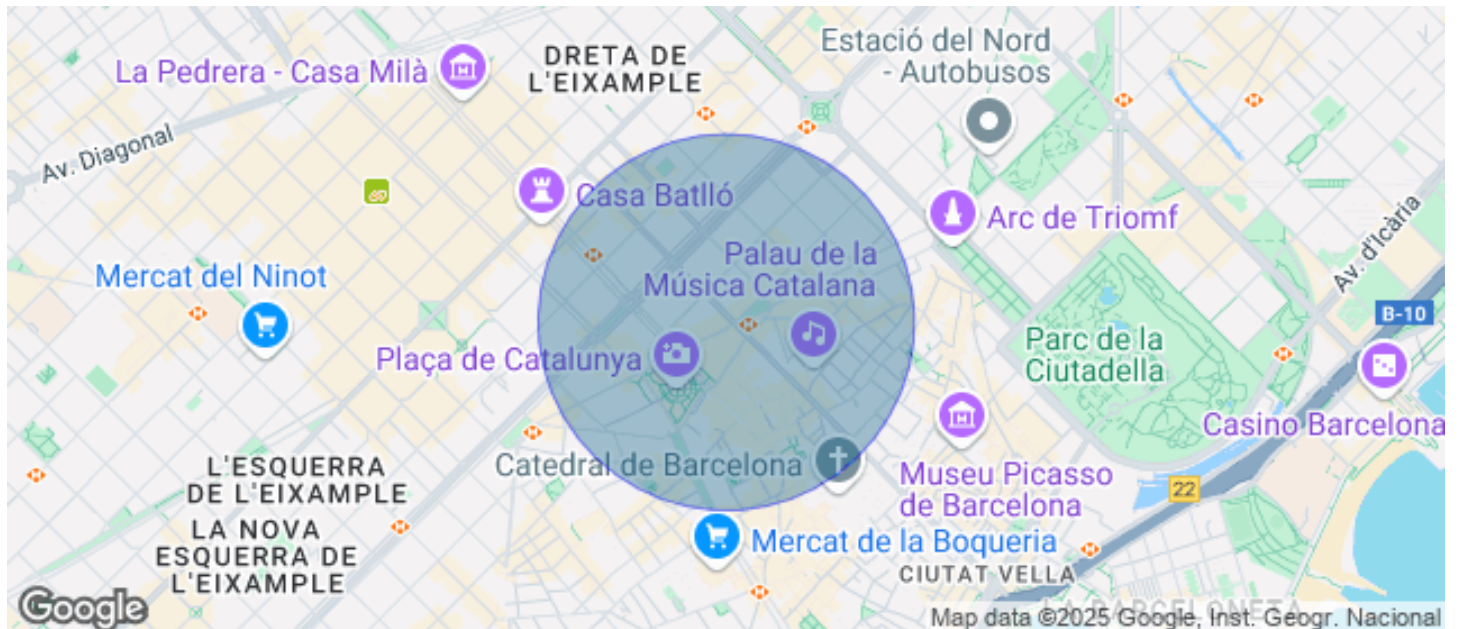 La Pedrera - Casa Milà
DRETA DE
L'EIXAMPLE
Estació del Nord
- Autobusos
Av. Diagonal
Casa Batlló
Arc de Triomf
Av. d'Icària
Palau de la
Música Catalana
Mercat del Ninot
B-10
Plaça de Catalunya
Parc de la
Ciutadella
Casino Barcelona
L'ESQUERRA
DE L'EIXAMPLE
Catedral de Barcelona
Museu Picasso
de Barcelona
22
LA NOVA
ESQUERRA DE
L'EIXAMPLE
Mercat de la Boqueria
CIUTAT VELLA
LA BARCELONETA
Google
Map data ©2025 Google, Inst. Geogr. Nacional